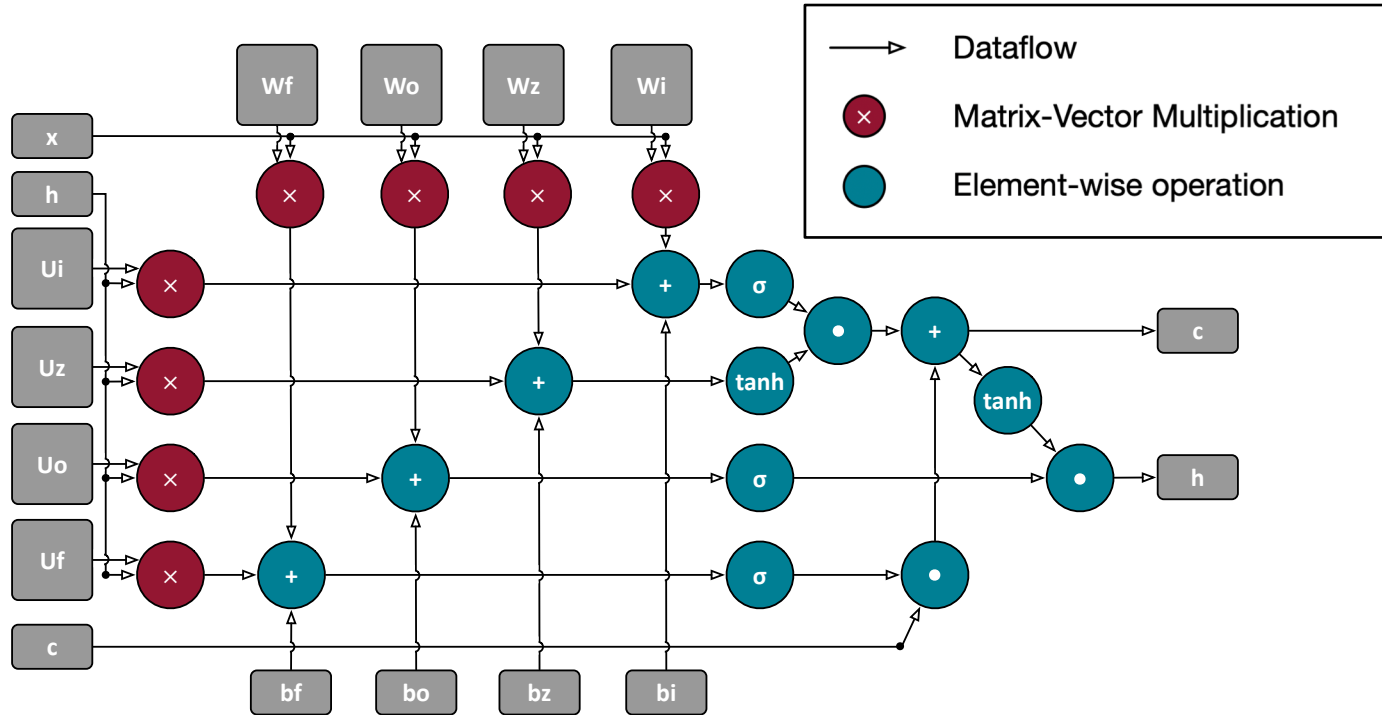 Dataflow
Matrix-Vector Multiplication
Element-wise operation
Wf Wo Wz Wi
x
× × × ×
h
Ui × + σ
• + c
Uz × + tanh
tanh
Uo × + σ • h
Uf × + σ •
c
bf bo bz bi
×